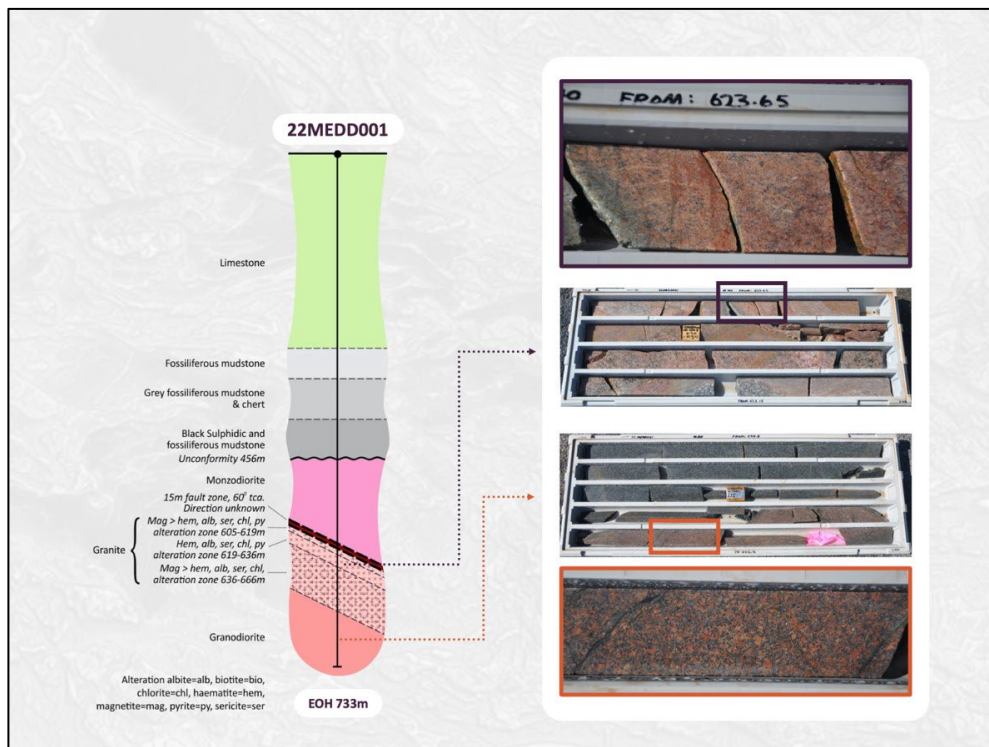 22MEDD001
Limestone
Fossiliferous mudstone
Grey fossiliferous mudstone
& chert
Black Sulphidic and
fossiliferous mudstone
Unconformity 456m
Monzodiorite
15m fault zone, 60° tca.
Direction unknown
Mag > hem, alb, ser, chl, py
alteration zone 605-619m
Granite
Hem, alb, ser, chl, py
alteration zone 619-636m
Mag > hem, alb, ser, chl,
alteration zone 636-666m
Granodiorite
Alteration albite=alb, biotite=bio,
chlorite=chl, haematite=hem,
magnetite=mag, pyrite=py, sericite=ser
EOH 733m
FROM: 623.65